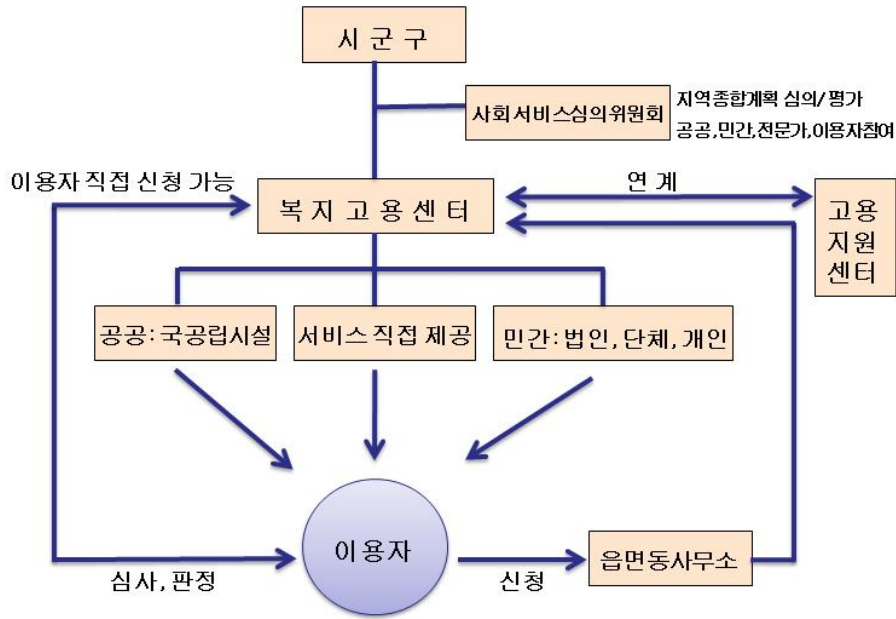 시 군 구
사회서비스심의위원회
지역종합계획 심의/평가
공공,민간,전문가,이용자참여
이용자 직접 신청 가능
복 지 고 용 센 터
연 계
고 용
지 원
센 터
공공: 국공립시설
서비스 직접 제공
민간: 법인, 단체, 개인
이용자
읍면동사무소
심사, 판정
신청